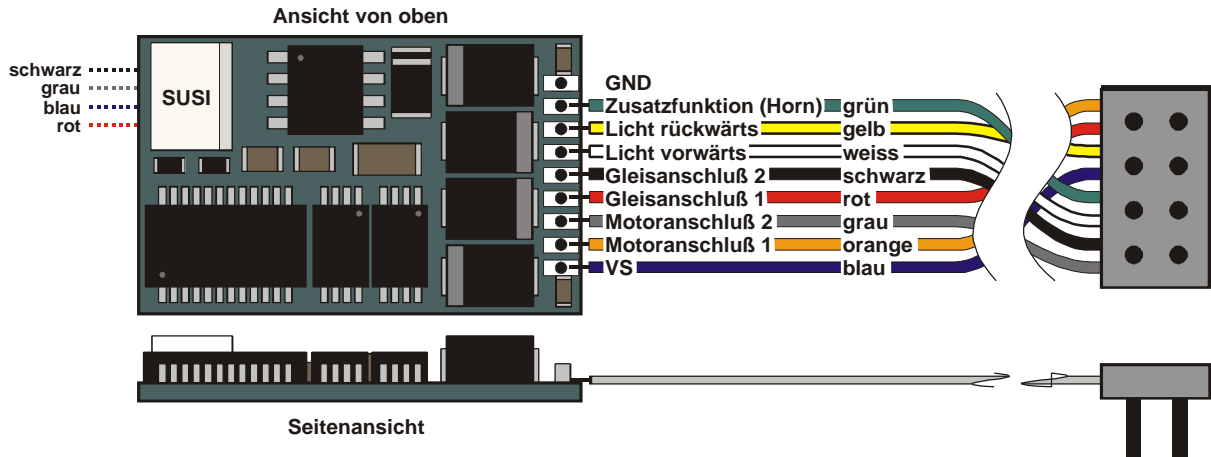 Ansicht von oben
schwarz
grau
blau
rot
SUSI
GND
Zusatzfunktion (Horn) grün
Licht rückwärts gelb
Licht vorwärts weiss
Gleisanschluß 2 schwarz
Gleisanschluß 1 rot
Motoranschluß 2 grau
Motoranschluß 1 orange
VS blau
Seitenansicht